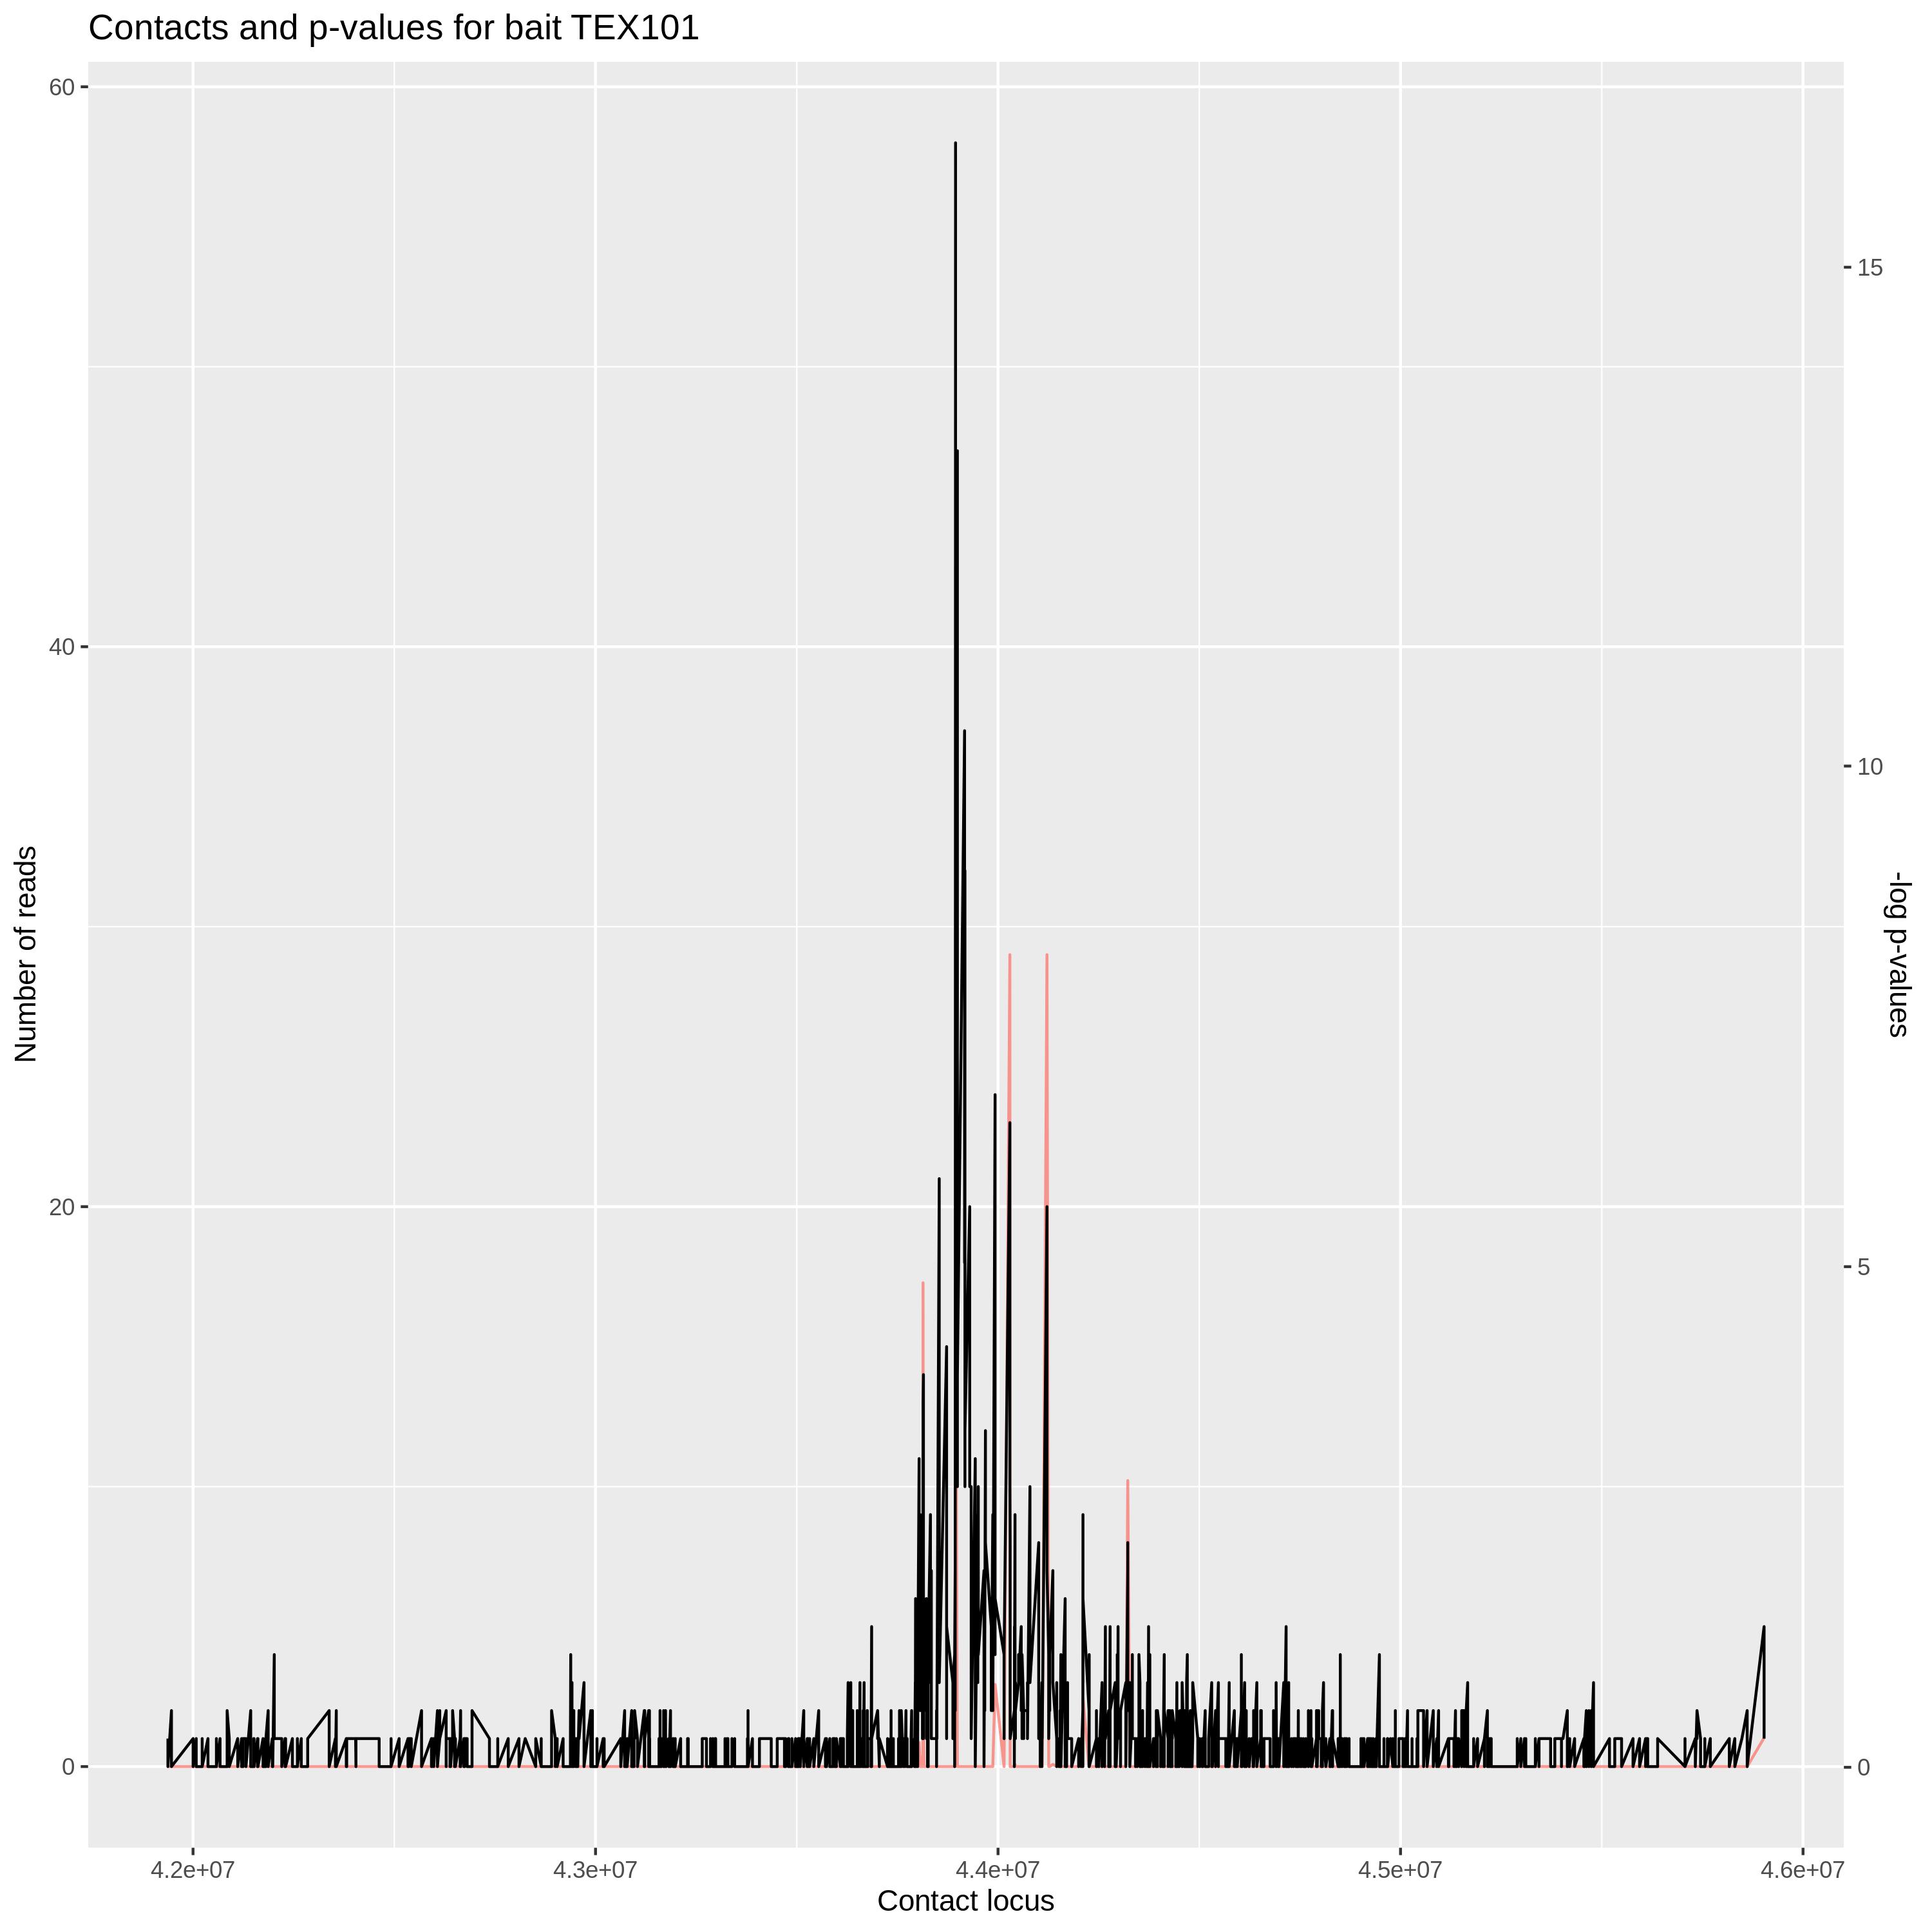 Contacts and p-values for bait TEX101
60
40
20
0
15
10
5
0
Number of reads
-log p-values
4.2e+07
4.3e+07
4.4e+07
4.5e+07
4.6e+07
Contact locus